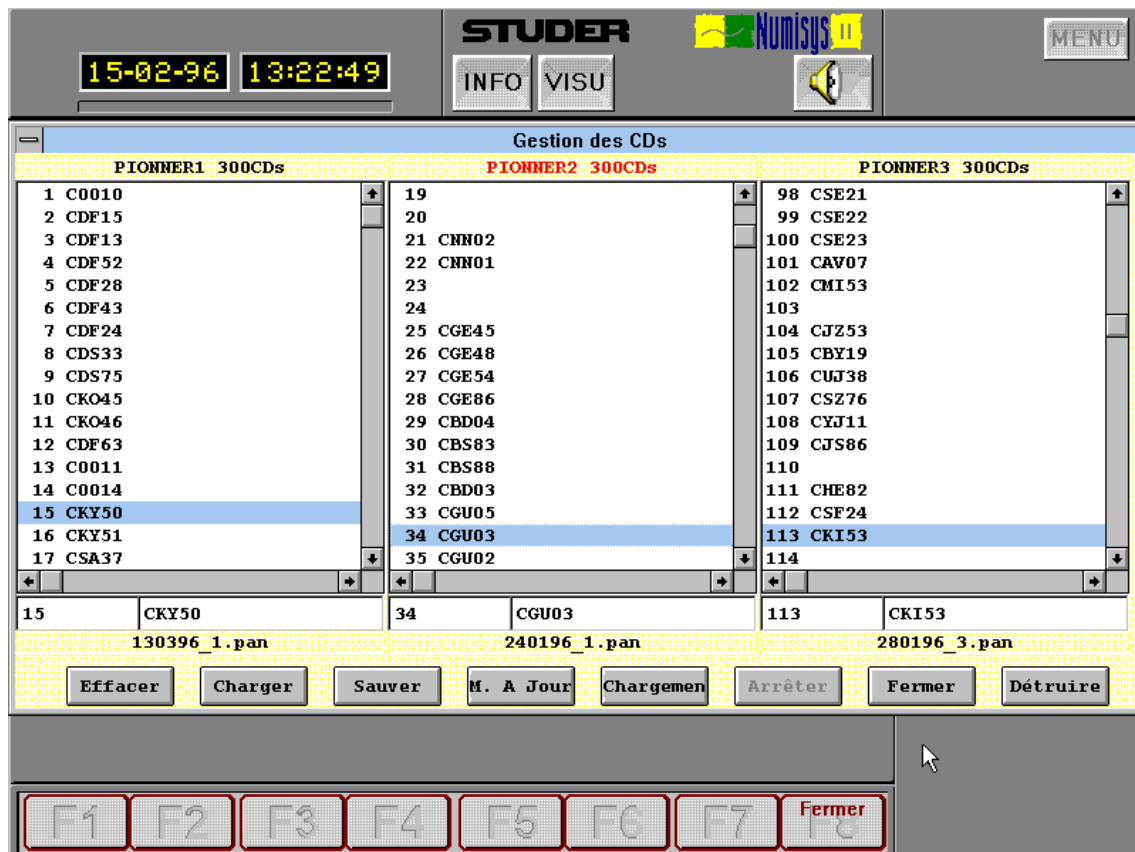 STUDER Numisys II
MENU
15-02-96 13:22:49
INFO VISU
Gestion des CDs
PIONNER1 300CDs
1 C0010
2 CDF15
3 CDF13
4 CDF52
5 CDF28
6 CDF43
7 CDF24
8 CDS33
9 CDS75
10 CKO45
11 CKO46
12 CDF63
13 C0011
14 C0014
15 CKY50
16 CKY51
17 CSA37
15 CKY50
130396_1.pan
PIONNER2 300CDs
19
20
21 CNN02
22 CNN01
23
24
25 CGE45
26 CGE48
27 CGE54
28 CGE86
29 CBD04
30 CBS83
31 CBS88
32 CBD03
33 CGU05
34 CGU03
35 CGU02
34 CGU03
240196_1.pan
PIONNER3 300CDs
98 CSE21
99 CSE22
100 CSE23
101 CAV07
102 CMI53
103
104 CJZ53
105 CBY19
106 CUJ38
107 CSZ76
108 CYJ11
109 CJS86
110
111 CHE82
112 CSF24
113 CKI53
114
113 CKI53
280196_3.pan
Effacer Charger Sauver M. A Jour Chargemen Arrêter Fermer Détruire
F1 F2 F3 F4 F5 F6 F7 F8 Fermer